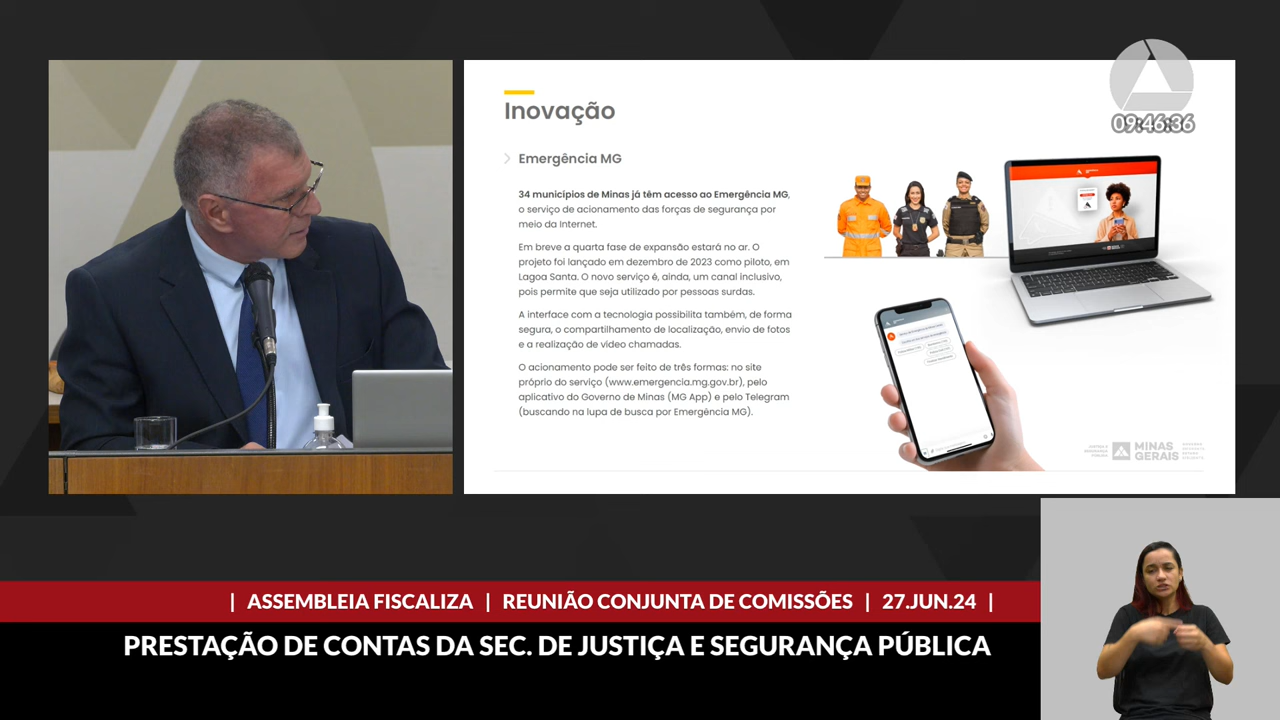 09:46:36
Inovação
Emergência MG
34 municípios de Minas já têm acesso ao Emergência MG,
o serviço de acionamento das forças de segurança por
meio da Internet.
Em breve a quarta fase de expansão estará no ar. O
projeto foi lançado em dezembro de 2023 como piloto, em
Lagoa Santa. O novo serviço é, ainda, um canal inclusivo,
pois permite que seja utilizado por pessoas surdas.
A interface com a tecnologia possibilita também, de forma
segura, o compartilhamento de localização, envio de fotos
e a realização de video chamadas.
O acionamento pode ser feito de três formas: no site
próprio do serviço (www.emergencia.mg.gov.br), pelo
aplicativo do Governo de Minas (MG App) e pelo Telegram
(buscando na lupa de busca por Emergência MG).
JUSTIÇA E
SEGURANÇA
PÚBLICA
MINAS
GERAIS
| ASSEMBLEIA FISCALIZA | REUNIÃO CONJUNTA DE COMISSÕES | 27.JUN.24 |
PRESTAÇÃO DE CONTAS DA SEC. DE JUSTIÇA E SEGURANÇA PÚBLICA